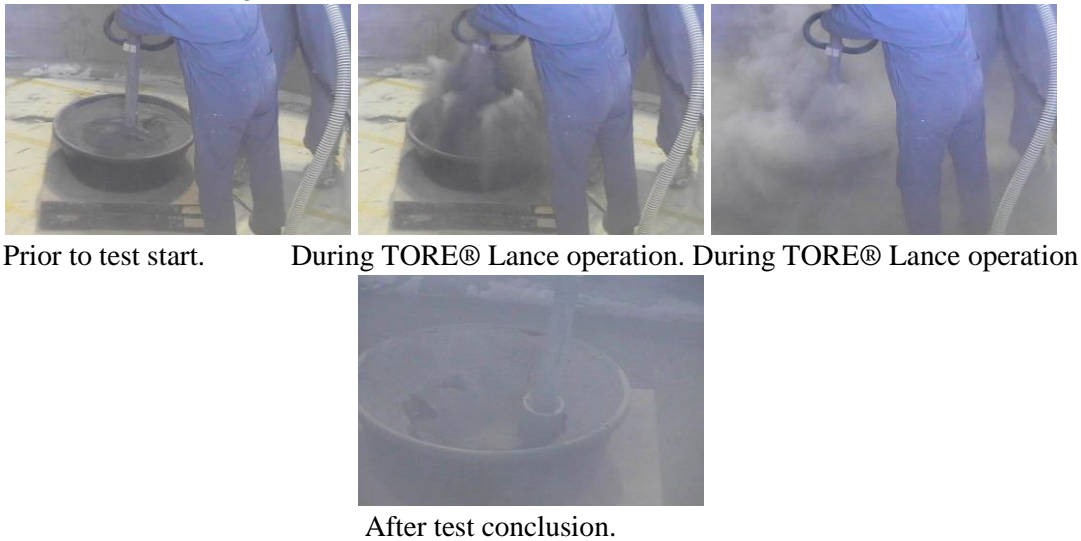 Prior to test start. During TORE® Lance operation. During TORE® Lance operation
After test conclusion.